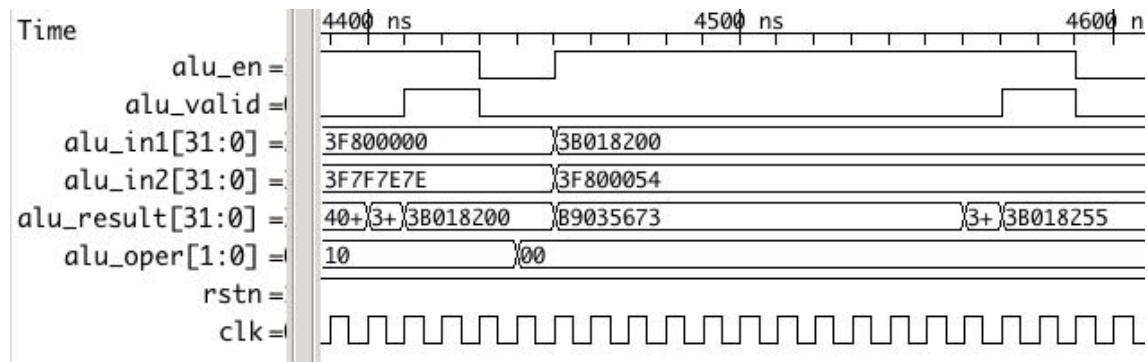 Time 4400 ns 4500 ns 4600 n
alu_en =
alu_valid =
alu_in1[31:0] = 3F800000 3B018200
alu_in2[31:0] = 3F7F7E7E 3F800054
alu_result[31:0] = 40+ 3+ 3B018200 B9035673 3+ 3B018255
alu_oper[1:0] = 10 00
rstn =
clk =